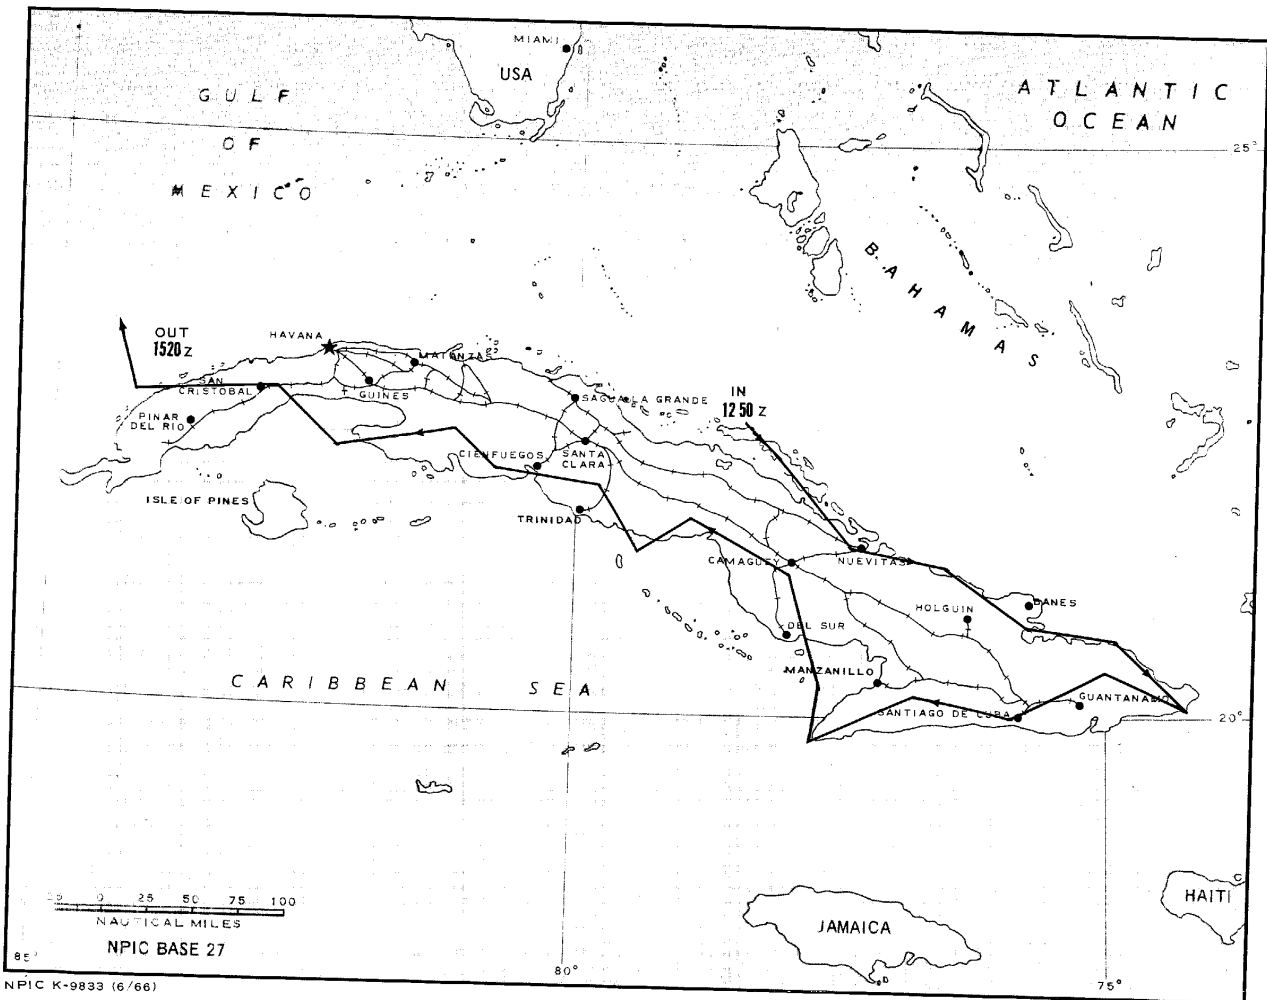 MIAMI
USA
GULF
OF
MEXICO
ATLANTIC
OCEAN
25°
BAHAMAS
OUT
1520 Z
HAVANA
MATANZAS
SAN
CRISTOBAL
GUINES
PINAR
DEL RIO
SAGUA LA GRANDE
IN
1250 Z
CIENFUEGOS
SANTA
CLARA
ISLE OF PINES
TRINIDAD
CAMAGUEY
NUEVITAS
HOLGUIN
BANES
DEL SUR
MANZANILLO
CARIBBEAN SEA
GUANTANAMO
SANTIAGO DE CUBA
20°
25 0 25 50 75 100
NAUTICAL MILES
NPIC BASE 27
JAMAICA
HAITI
85°
80°
75°
NPIC K-9833 (6/66)